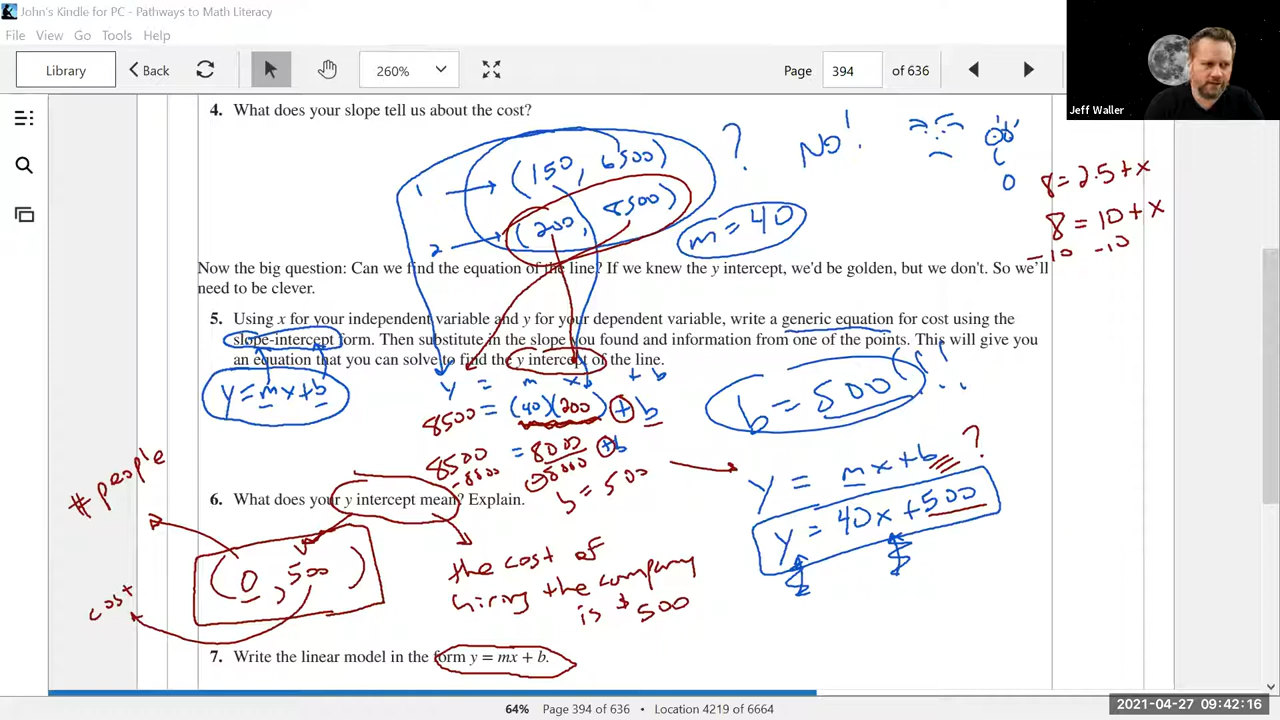 John's Kindle for PC - Pathways to Math Literacy
File View Go Tools Help
Library Back 260% Page 394 of 636
Jeff Waller
4. What does your slope tell us about the cost?
1 (150, 6500) ? NO!
2 (200, 8500)
m = 40
8 = 2.5+x
8 = 10+x
-10 -10
Now the big question: Can we find the equation of the line? If we knew the y intercept, we'd be golden, but we don't. So we'll
need to be clever.
5. Using x for your independent variable and y for your dependent variable, write a generic equation for cost using the
slope-intercept form. Then substitute in the slope you found and information from one of the points. This will give you
an equation that you can solve to find the y intercept of the line.
y = mx+b
y = m x + b
8500 = (40)(200) + b
8500 = 8000 + b
-8000 -8000
b = 500
b = 500 !!!
y = mx+b ?
y = 40x+500
$ $
6. What does your y intercept mean? Explain.
# people
(0, 500)
cost
the cost of
hiring the company
is $500
7. Write the linear model in the form y = mx + b.
64% Page 394 of 636 Location 4219 of 6664
2021-04-27 09:42:16